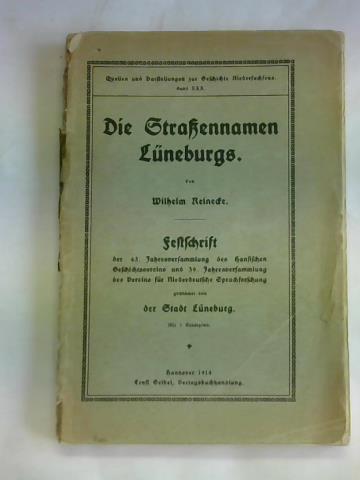 Quellen und Darstellungen zur Geschichte Niedersachsens.
Band XXX.
Die Straßennamen
Lüneburgs.
von
Wilhelm Reinecke.
Festschrift
der 43. Jahresversammlung des Hansischen
Geschichtsvereins und 39. Jahresversammlung
des Vereins für Niederdeutsche Sprachforschung
gewidmet von
der Stadt Lüneburg.
Mit 1 Stadtplan.
Hannover 1914
Ernst Geibel, Verlagsbuchhandlung.